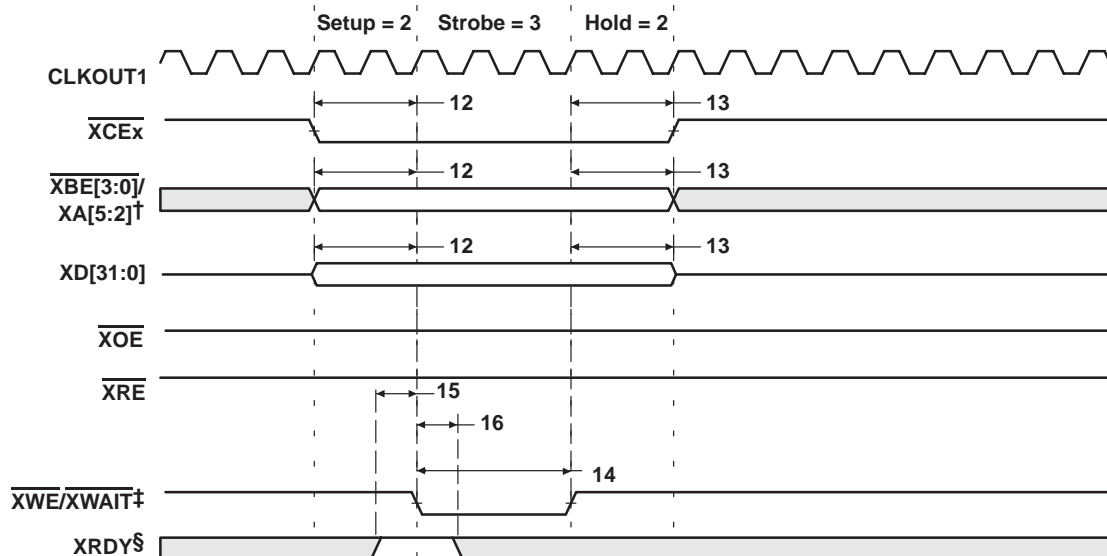 Setup = 2 Strobe = 3 Hold = 2
CLKOUT1
12 13
XCEx
12 13
XBE[3:0]/
XA[5:2]†
12 13
XD[31:0]
XOE
XRE
15
16
14
XWE/XWAIT‡
XRDY§